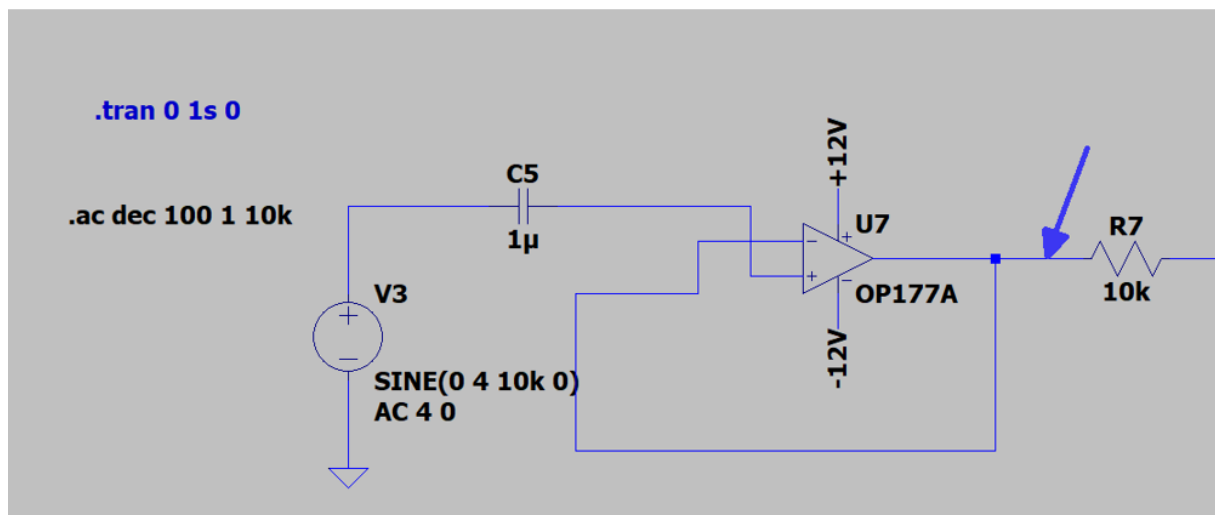 .tran 0 1s 0
.ac dec 100 1 10k
C5
1µ
V3
SINE(0 4 10k 0)
AC 4 0
+12V
U7
OP177A
-12V
R7
10k